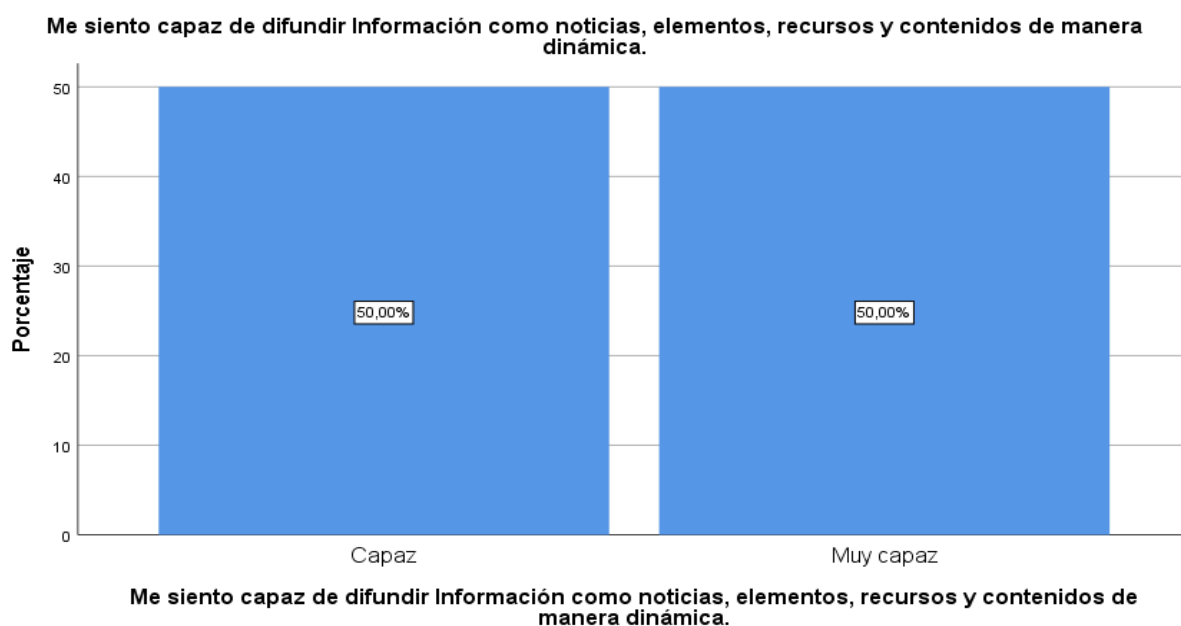 Me siento capaz de difundir Información como noticias, elementos, recursos y contenidos de manera
dinámica.
50
40
30
20
10
0
Porcentaje
50,00%
50,00%
Capaz
Muy capaz
Me siento capaz de difundir Información como noticias, elementos, recursos y contenidos de
manera dinámica.